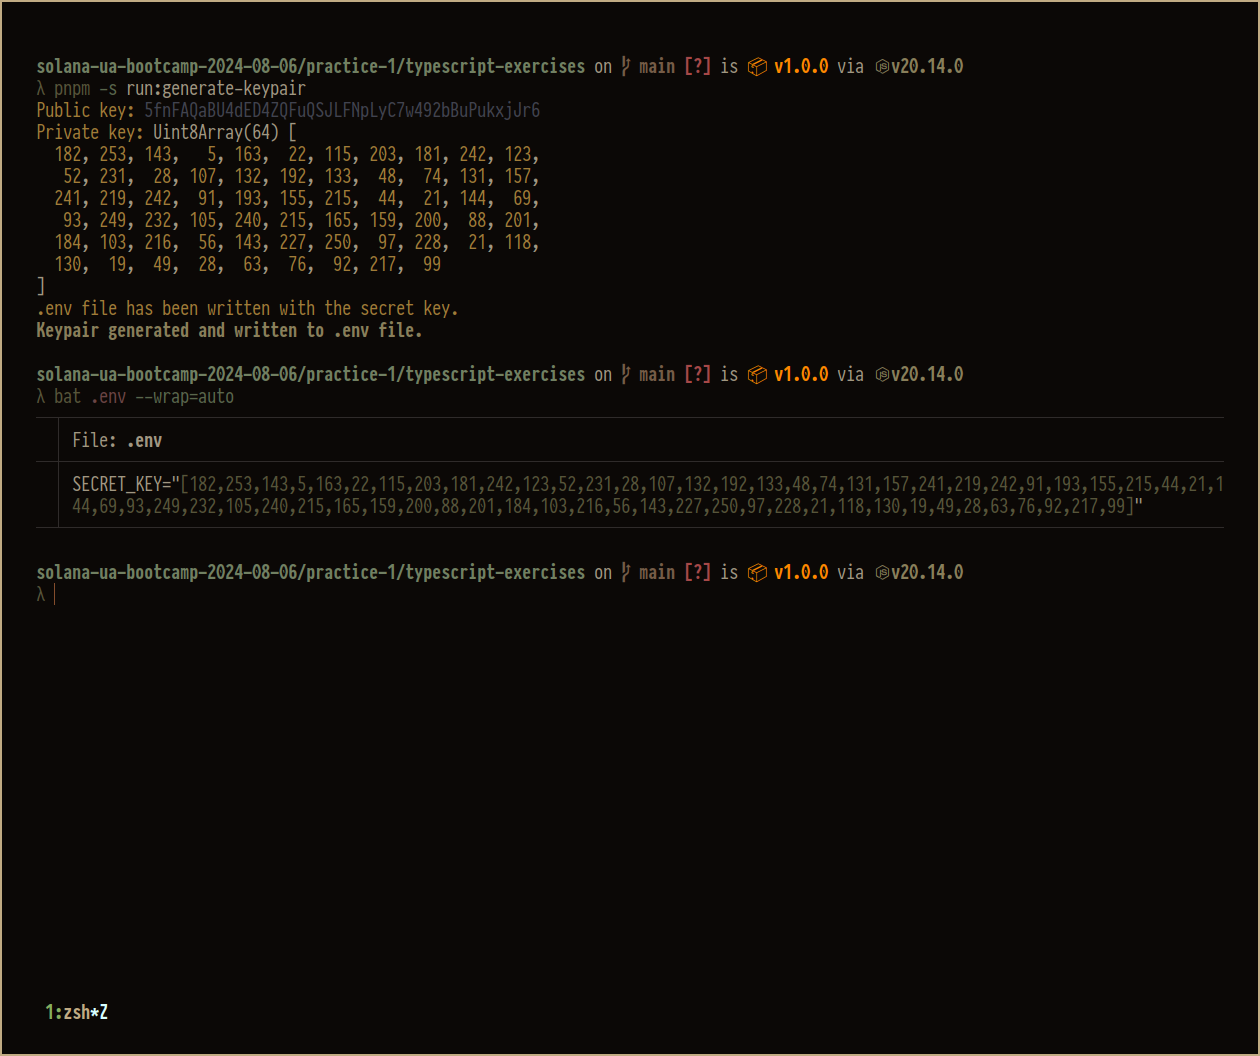 solana-ua-bootcamp-2024-08-06/practice-1/typescript-exercises on main [?] is 📦 v1.0.0 via v20.14.0
λ pnpm -s run:generate-keypair
Public key: 5fnFAQaBU4dED4ZQFuQSJLFNpLyC7w492bBuPukxjJr6
Private key: Uint8Array(64) [
182, 253, 143, 5, 163, 22, 115, 203, 181, 242, 123,
52, 231, 28, 107, 132, 192, 133, 48, 74, 131, 157,
241, 219, 242, 91, 193, 155, 215, 44, 21, 144, 69,
93, 249, 232, 105, 240, 215, 165, 159, 200, 88, 201,
184, 103, 216, 56, 143, 227, 250, 97, 228, 21, 118,
130, 19, 49, 28, 63, 76, 92, 217, 99
]
.env file has been written with the secret key.
Keypair generated and written to .env file.
solana-ua-bootcamp-2024-08-06/practice-1/typescript-exercises on main [?] is 📦 v1.0.0 via v20.14.0
λ bat .env --wrap=auto
File: .env
SECRET_KEY="[182,253,143,5,163,22,115,203,181,242,123,52,231,28,107,132,192,133,48,74,131,157,241,219,242,91,193,155,215,44,21,1
44,69,93,249,232,105,240,215,165,159,200,88,201,184,103,216,56,143,227,250,97,228,21,118,130,19,49,28,63,76,92,217,99]"
solana-ua-bootcamp-2024-08-06/practice-1/typescript-exercises on main [?] is 📦 v1.0.0 via v20.14.0
λ
1:zsh*Z